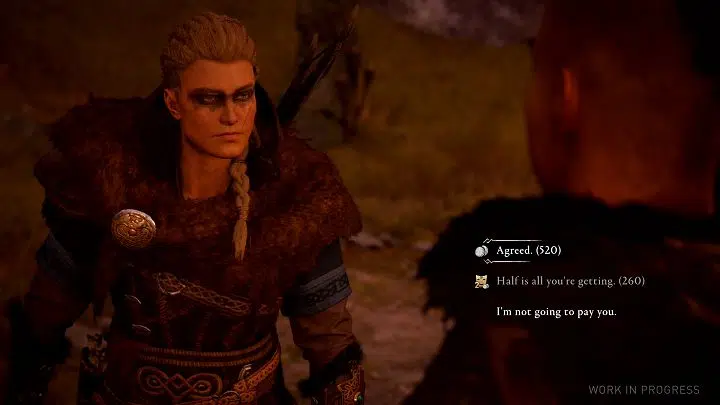 Agreed. (520)
Half is all you're getting. (260)
I'm not going to pay you.
WORK IN PROGRESS